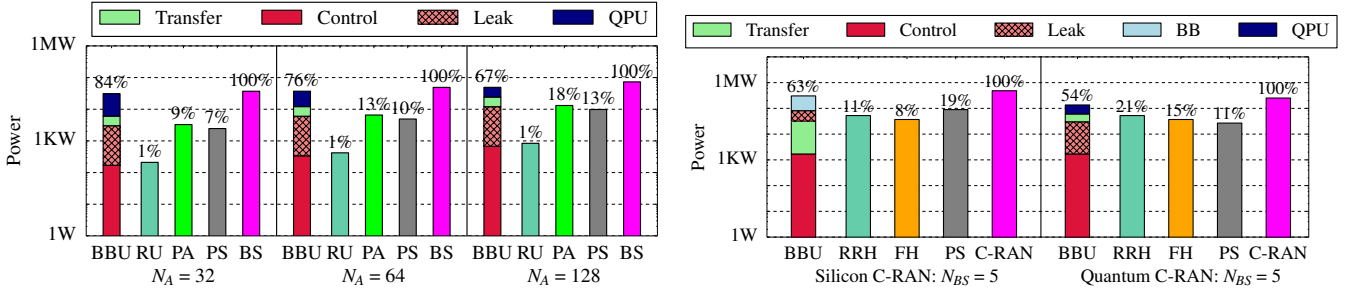 Transfer Control Leak QPU
Power
1MW
1KW
1W
84% 1% 9% 7% 100%
76% 1% 13% 10% 100%
67% 1% 18% 13% 100%
BBU RU PA PS BS BBU RU PA PS BS BBU RU PA PS BS
N_A = 32 N_A = 64 N_A = 128
Transfer Control Leak BB QPU
Power
1MW
1KW
1W
63% 11% 8% 19% 100%
54% 21% 15% 11% 100%
BBU RRH FH PS C-RAN BBU RRH FH PS C-RAN
Silicon C-RAN: N_BS = 5 Quantum C-RAN: N_BS = 5